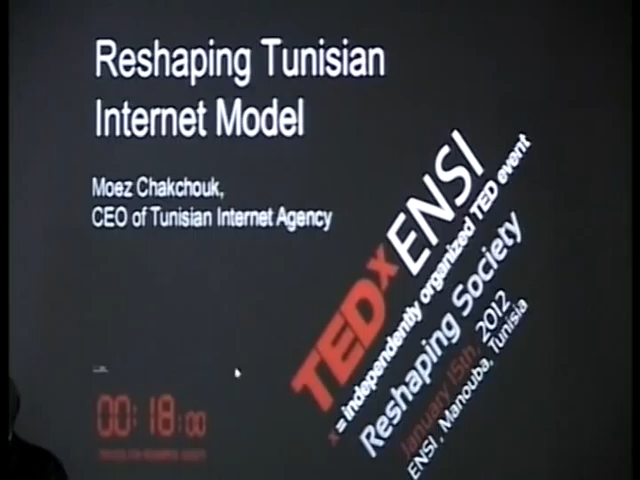 Reshaping Tunisian
Internet Model
Moez Chakchouk,
CEO of Tunisian Internet Agency
TEDxENSI
x = independently organized TED event
Reshaping Society
January 15th, 2012
ENSI, Manouba, Tunisia
00:18:00